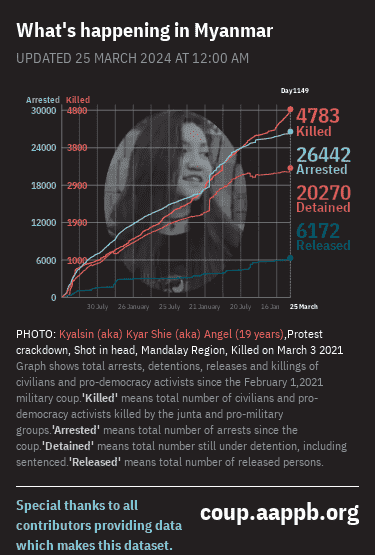 What's happening in Myanmar
UPDATED 25 MARCH 2024 AT 12:00 AM
Day1149
Arrested Killed
30000 4800
24000 3800
18000 2900
12000 1900
6000 1000
0
4783
Killed
26442
Arrested
20270
Detained
6172
Released
30 July 26 January 25 July 21 January 20 July 16 Jan 25 March
PHOTO: Kyalsin (aka) Kyar Shie (aka) Angel (19 years),Protest
crackdown, Shot in head, Mandalay Region, Killed on March 3 2021
Graph shows total arrests, detentions, releases and killings of
civilians and pro-democracy activists since the February 1,2021
military coup.'Killed' means total number of civilians and pro-
democracy activists killed by the junta and pro-military
groups.'Arrested' means total number of arrests since the
coup.'Detained' means total number still under detention, including
sentenced.'Released' means total number of released persons.
Special thanks to all
contributors providing data
which makes this dataset.
coup.aappb.org